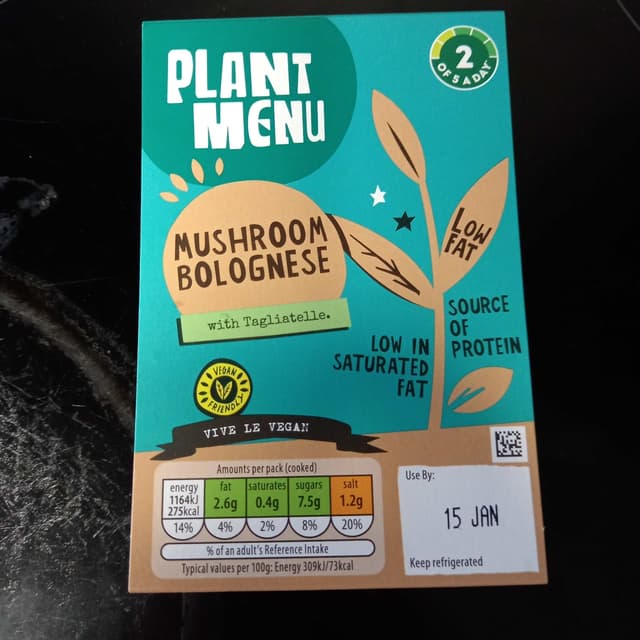 PLANT
MENU
2
OF 5 A DAY
MUSHROOM
BOLOGNESE
with Tagliatelle.
LOW
FAT
SOURCE
OF
PROTEIN
LOW IN
SATURATED
FAT
VEGAN
FRIENDLY
VIVE LE VEGAN
Amounts per pack (cooked)
energy fat saturates sugars salt
1164kJ 2.6g 0.4g 7.5g 1.2g
275kcal
14% 4% 2% 8% 20%
% of an adult's Reference Intake
Typical values per 100g: Energy 309kJ/73kcal
Use By:
15 JAN
Keep refrigerated